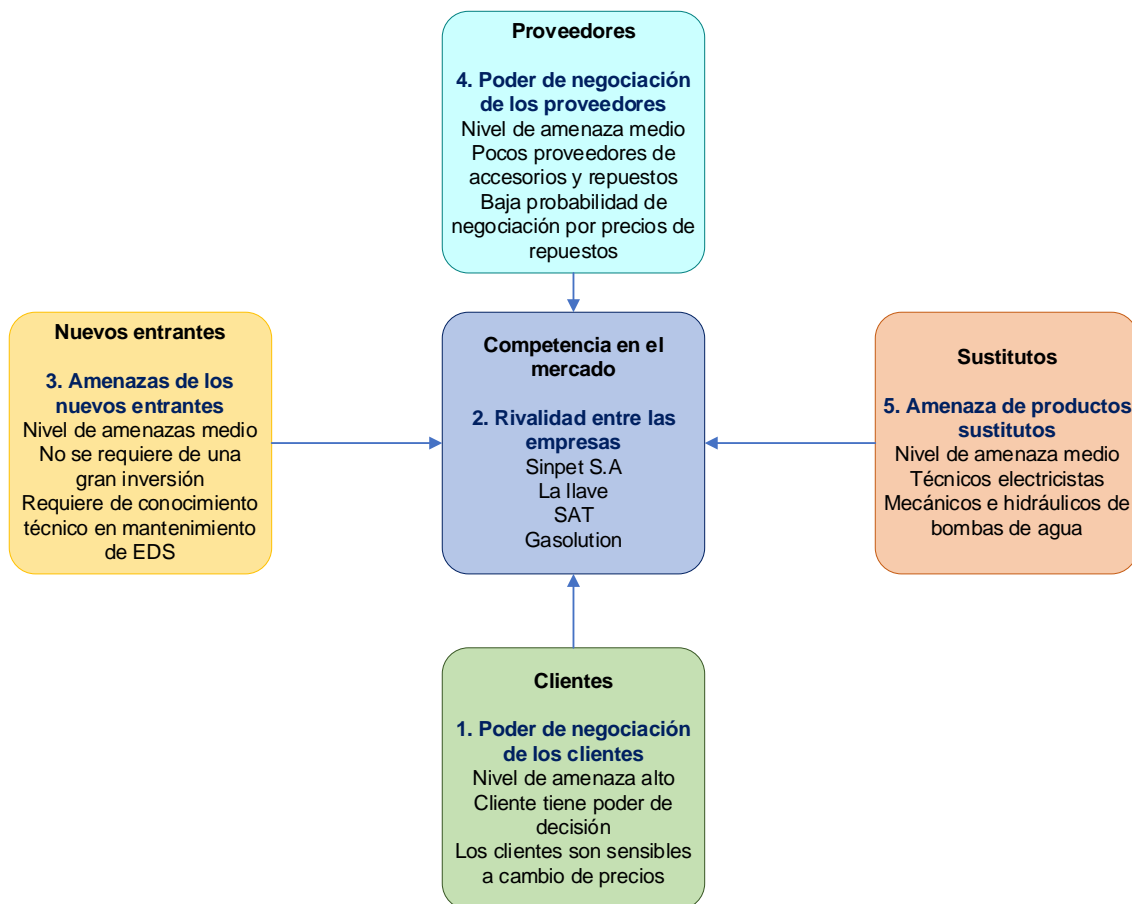 Proveedores
4. Poder de negociación
de los proveedores
Nivel de amenaza medio
Pocos proveedores de
accesorios y repuestos
Baja probabilidad de
negociación por precios de
repuestos
Nuevos entrantes
3. Amenazas de los
nuevos entrantes
Nivel de amenazas medio
No se requiere de una
gran inversión
Requiere de conocimiento
técnico en mantenimiento
de EDS
Competencia en el
mercado
2. Rivalidad entre las
empresas
Sinpet S.A
La llave
SAT
Gasolution
Sustitutos
5. Amenaza de productos
sustitutos
Nivel de amenaza medio
Técnicos electricistas
Mecánicos e hidráulicos de
bombas de agua
Clientes
1. Poder de negociación
de los clientes
Nivel de amenaza alto
Cliente tiene poder de
decisión
Los clientes son sensibles
a cambio de precios